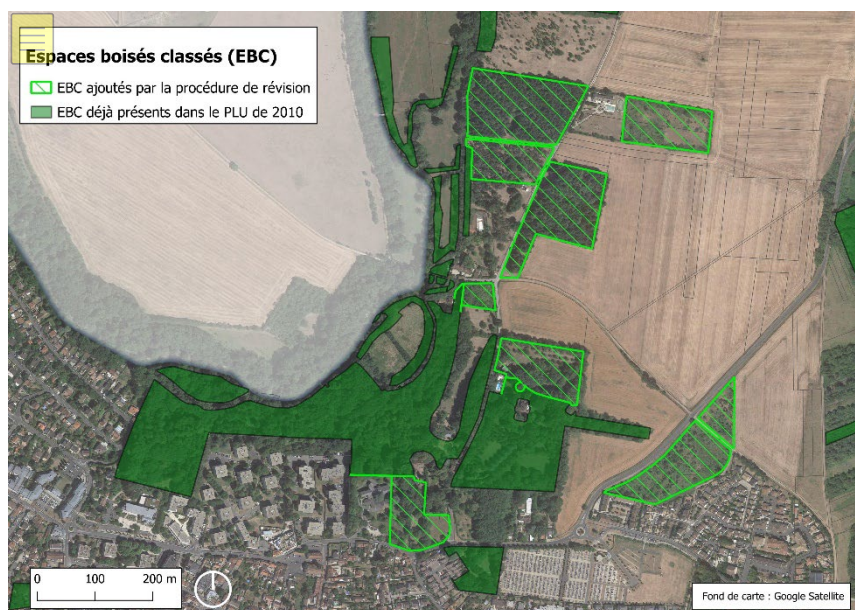 Espaces boisés classés (EBC)
EBC ajoutés par la procédure de révision
EBC déjà présents dans le PLU de 2010
0 100 200 m
Fond de carte : Google Satellite